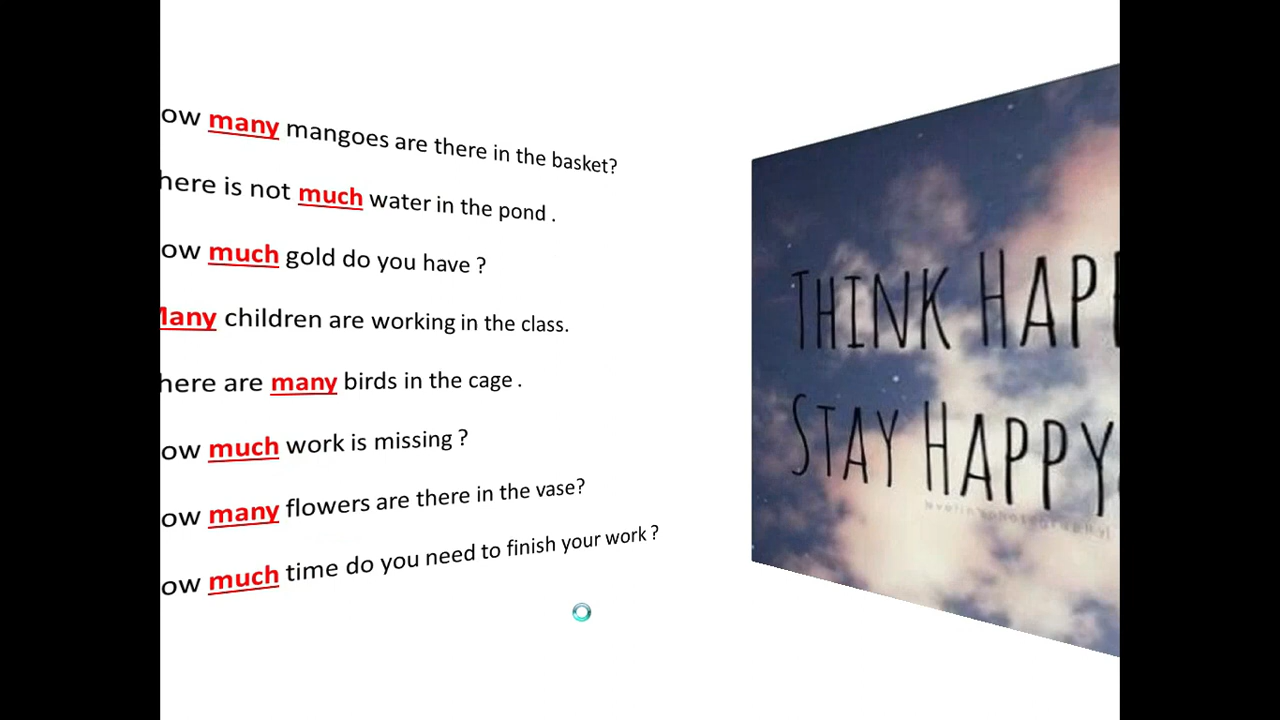 ow many mangoes are there in the basket?
here is not much water in the pond .
ow much gold do you have ?
Many children are working in the class.
here are many birds in the cage .
ow much work is missing ?
ow many flowers are there in the vase?
ow much time do you need to finish your work ?
THINK HAPP
STAY HAPPY